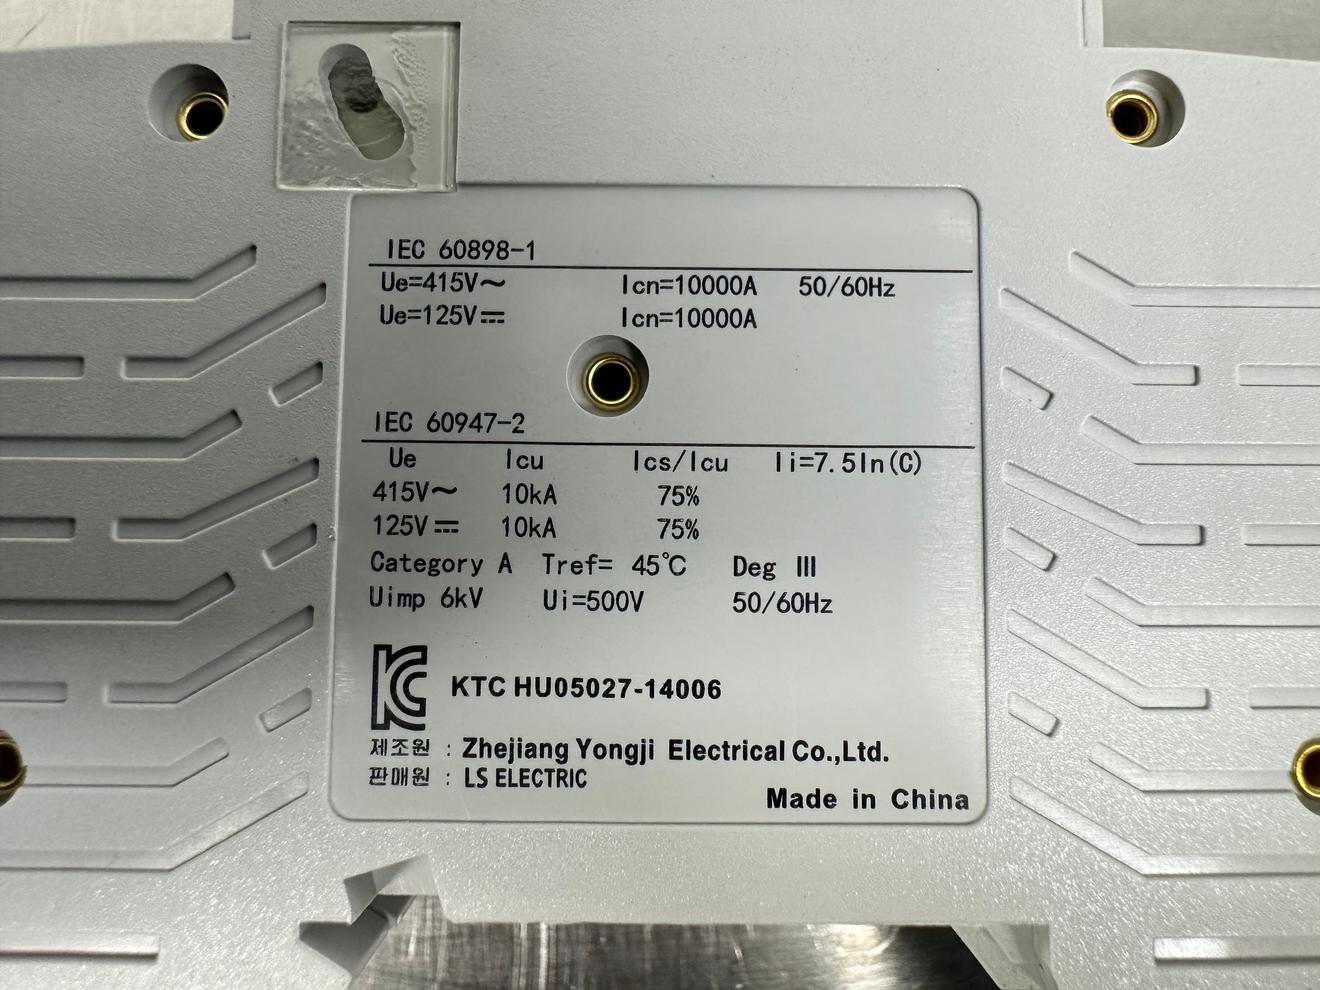 IEC 60898-1
Ue=415V～ Icn=10000A 50/60Hz
Ue=125V⎓ Icn=10000A
IEC 60947-2
Ue Icu Ics/Icu Ii=7.5In(C)
415V～ 10kA 75%
125V⎓ 10kA 75%
Category A Tref= 45℃ Deg III
Uimp 6kV Ui=500V 50/60Hz
KC KTC HU05027-14006
제조원 : Zhejiang Yongji Electrical Co.,Ltd.
판매원 : LS ELECTRIC
Made in China